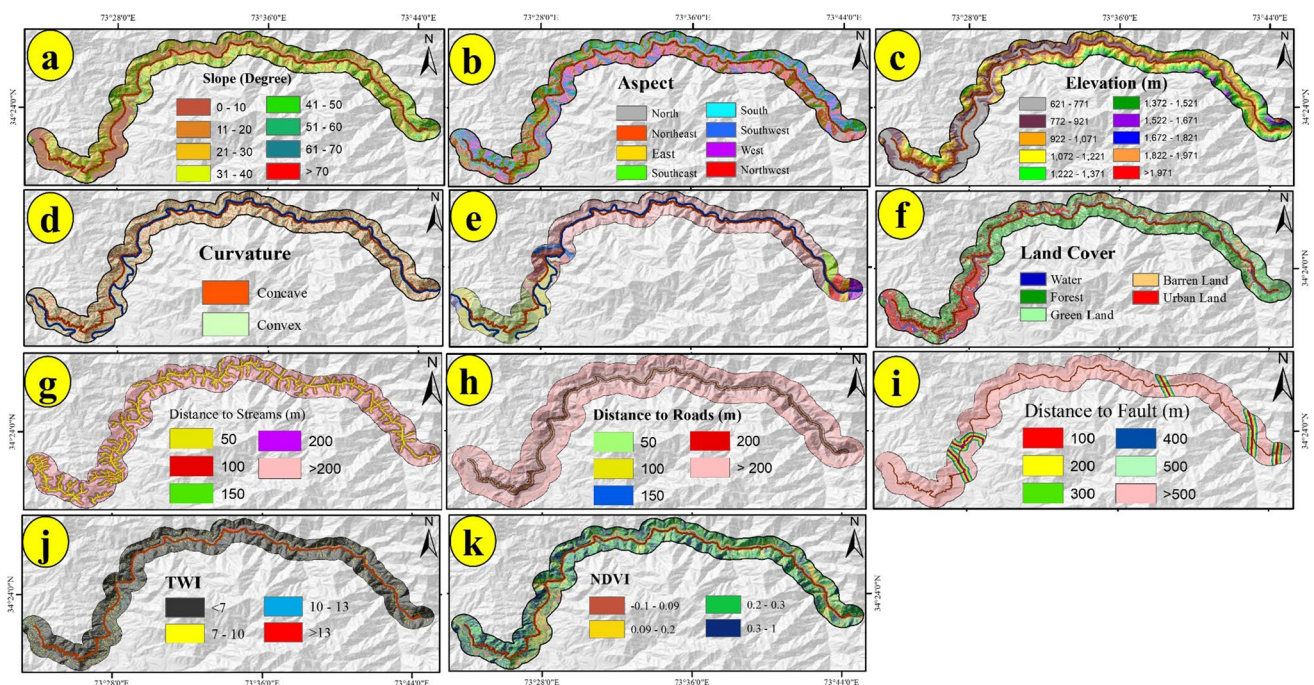 73°28'0"E 73°36'0"E 73°44'0"E 73°28'0"E 73°36'0"E 73°44'0"E 73°28'0"E 73°36'0"E 73°44'0"E
34°24'0"N
a
N
Slope (Degree)
0 - 10 41 - 50
11 - 20 51 - 60
21 - 30 61 - 70
31 - 40 > 70
b
N
Aspect
North South
Northeast Southwest
East West
Southeast Northwest
c
N
Elevation (m)
621 - 771 1,372 - 1,521
772 - 921 1,522 - 1,671
922 - 1,071 1,672 - 1,821
1,072 - 1,221 1,822 - 1,971
1,222 - 1,371 >1,971
34°24'0"N
34°24'0"N
d
N
Curvature
Concave
Convex
e
N
f
N
Land Cover
Water Barren Land
Forest Urban Land
Green Land
34°24'0"N
34°24'0"N
g
N
Distance to Streams (m)
50 200
100 >200
150
h
N
Distance to Roads (m)
50 200
100 > 200
150
i
N
Distance to Fault (m)
100 400
200 500
300 >500
34°24'0"N
34°24'0"N
j
N
TWI
<7 10 - 13
7 - 10 >13
k
N
NDVI
-0.1 - 0.09 0.2 - 0.3
0.09 - 0.2 0.3 - 1
34°24'0"N
73°28'0"E 73°36'0"E 73°44'0"E 73°28'0"E 73°36'0"E 73°44'0"E